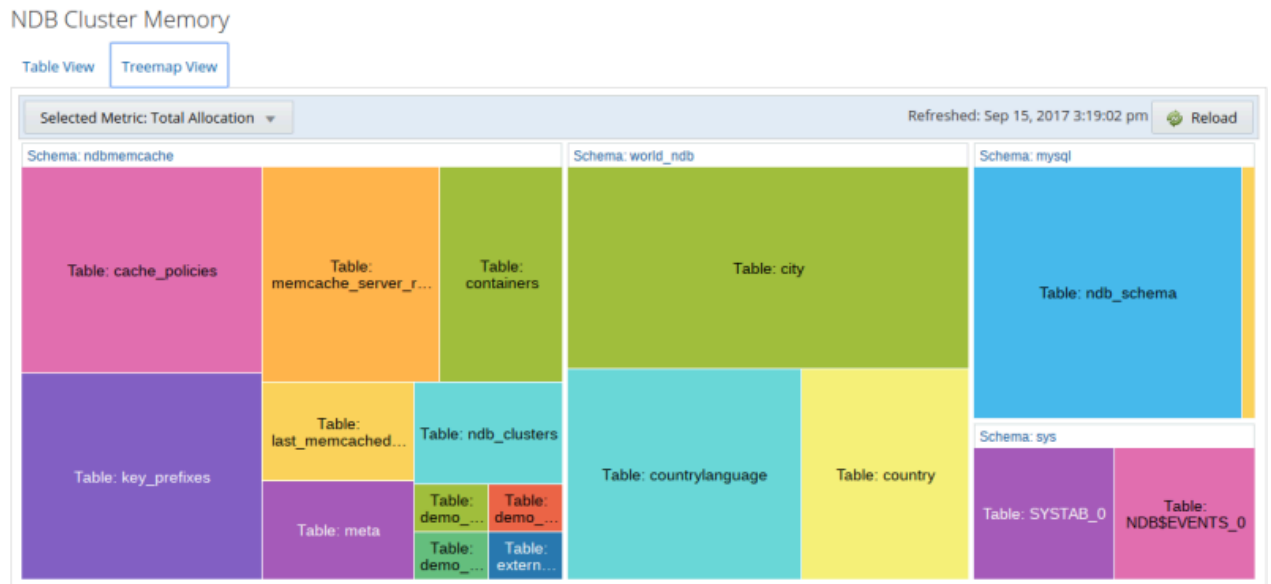 NDB Cluster Memory
Table View
Treemap View
Selected Metric: Total Allocation
Refreshed: Sep 15, 2017 3:19:02 pm
Reload
Schema: ndbmemcache
Table: cache_policies
Table:
memcache_server_r...
Table:
containers
Table: key_prefixes
Table:
last_memcached...
Table: ndb_clusters
Table: meta
Table:
demo_...
Table:
demo_...
Table:
demo_...
Table:
extern...
Schema: world_ndb
Table: city
Table: countrylanguage
Table: country
Schema: mysql
Table: ndb_schema
Schema: sys
Table: SYSTAB_0
Table:
NDB$EVENTS_0